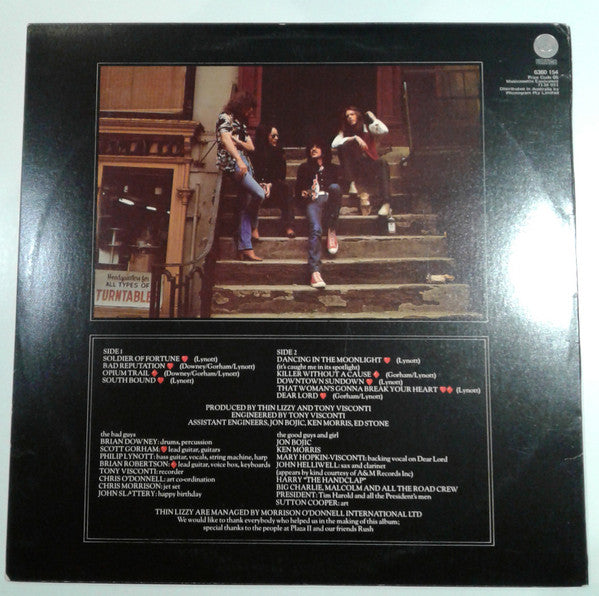 6360 154
Distributed in Australia by
Phonogram Pty Limited
Headquarters for
ALL TYPES OF
TURNTABLE
SIDE 1
SOLDIER OF FORTUNE (Lynott)
BAD REPUTATION (Downey/Gorham/Lynott)
OPIUM TRAIL (Downey/Gorham/Lynott)
SOUTH BOUND (Lynott)
SIDE 2
DANCING IN THE MOONLIGHT (Lynott)
(it's caught me in its spotlight)
KILLER WITHOUT A CAUSE (Gorham/Lynott)
DOWNTOWN SUNDOWN (Lynott)
THAT WOMAN'S GONNA BREAK YOUR HEART (Lynott)
DEAR LORD (Gorham/Lynott)
PRODUCED BY THIN LIZZY AND TONY VISCONTI
ENGINEERED BY TONY VISCONTI
ASSISTANT ENGINEERS, JON BOJIC, KEN MORRIS, ED STONE
the bad guys
BRIAN DOWNEY: drums, percussion
SCOTT GORHAM: lead guitar, guitars
PHILIP LYNOTT: bass guitar, vocals, string machine, harp
BRIAN ROBERTSON: lead guitar, voice box, keyboards
TONY VISCONTI: recorder
CHRIS O'DONNELL: art co-ordination
CHRIS MORRISON: jet set
JOHN SLATTERY: happy birthday
the good guys and girl
JON BOJIC
KEN MORRIS
MARY HOPKIN-VISCONTI: backing vocal on Dear Lord
JOHN HELLIWELL: sax and clarinet
(appears by kind courtesy of A&M Records Inc)
HARRY "THE HANDCLAP"
BIG CHARLIE, MALCOLM AND ALL THE ROAD CREW
PRESIDENT: Tim Harold and all the President's men
SUTTON COOPER: art
THIN LIZZY ARE MANAGED BY MORRISON O'DONNELL INTERNATIONAL LTD
We would like to thank everybody who helped us in the making of this album;
special thanks to the people at Plaza II and our friends Rush